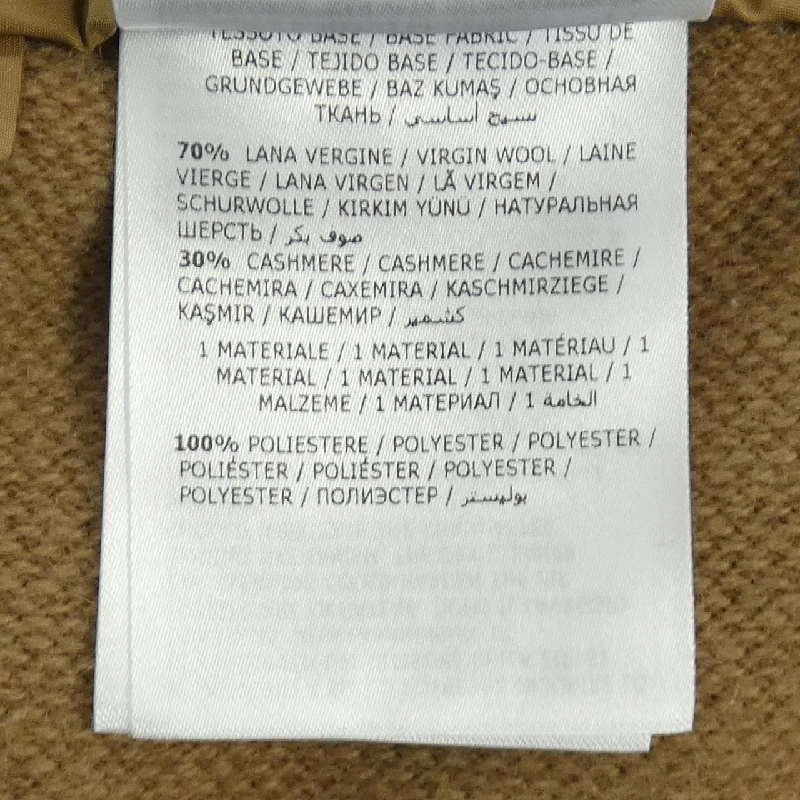 TESSUTO BASE / BASE FABRIC / TISSU DE
BASE / TEJIDO BASE / TECIDO-BASE /
GRUNDGEWEBE / BAZ KUMAŞ / ОСНОВНАЯ
ТКАНЬ / نسيج اساسي
70% LANA VERGINE / VIRGIN WOOL / LAINE
VIERGE / LANA VIRGEN / LÃ VIRGEM /
SCHURWOLLE / KIRKIM YÜNÜ / НАТУРАЛЬНАЯ
ШЕРСТЬ / صوف بكر
30% CASHMERE / CASHMERE / CACHEMIRE /
CACHEMIRA / CAXEMIRA / KASCHMIRZIEGE /
KAŞMIR / КАШЕМИР / كشمير
1 MATERIALE / 1 MATERIAL / 1 MATÉRIAU / 1
MATERIAL / 1 MATERIAL / 1 MATERIAL / 1
MALZEME / 1 МАТЕРИАЛ / 1 الخامة
100% POLIESTERE / POLYESTER / POLYESTER /
POLIÉSTER / POLIÉSTER / POLYESTER /
POLYESTER / ПОЛИЭСТЕР / بوليستر